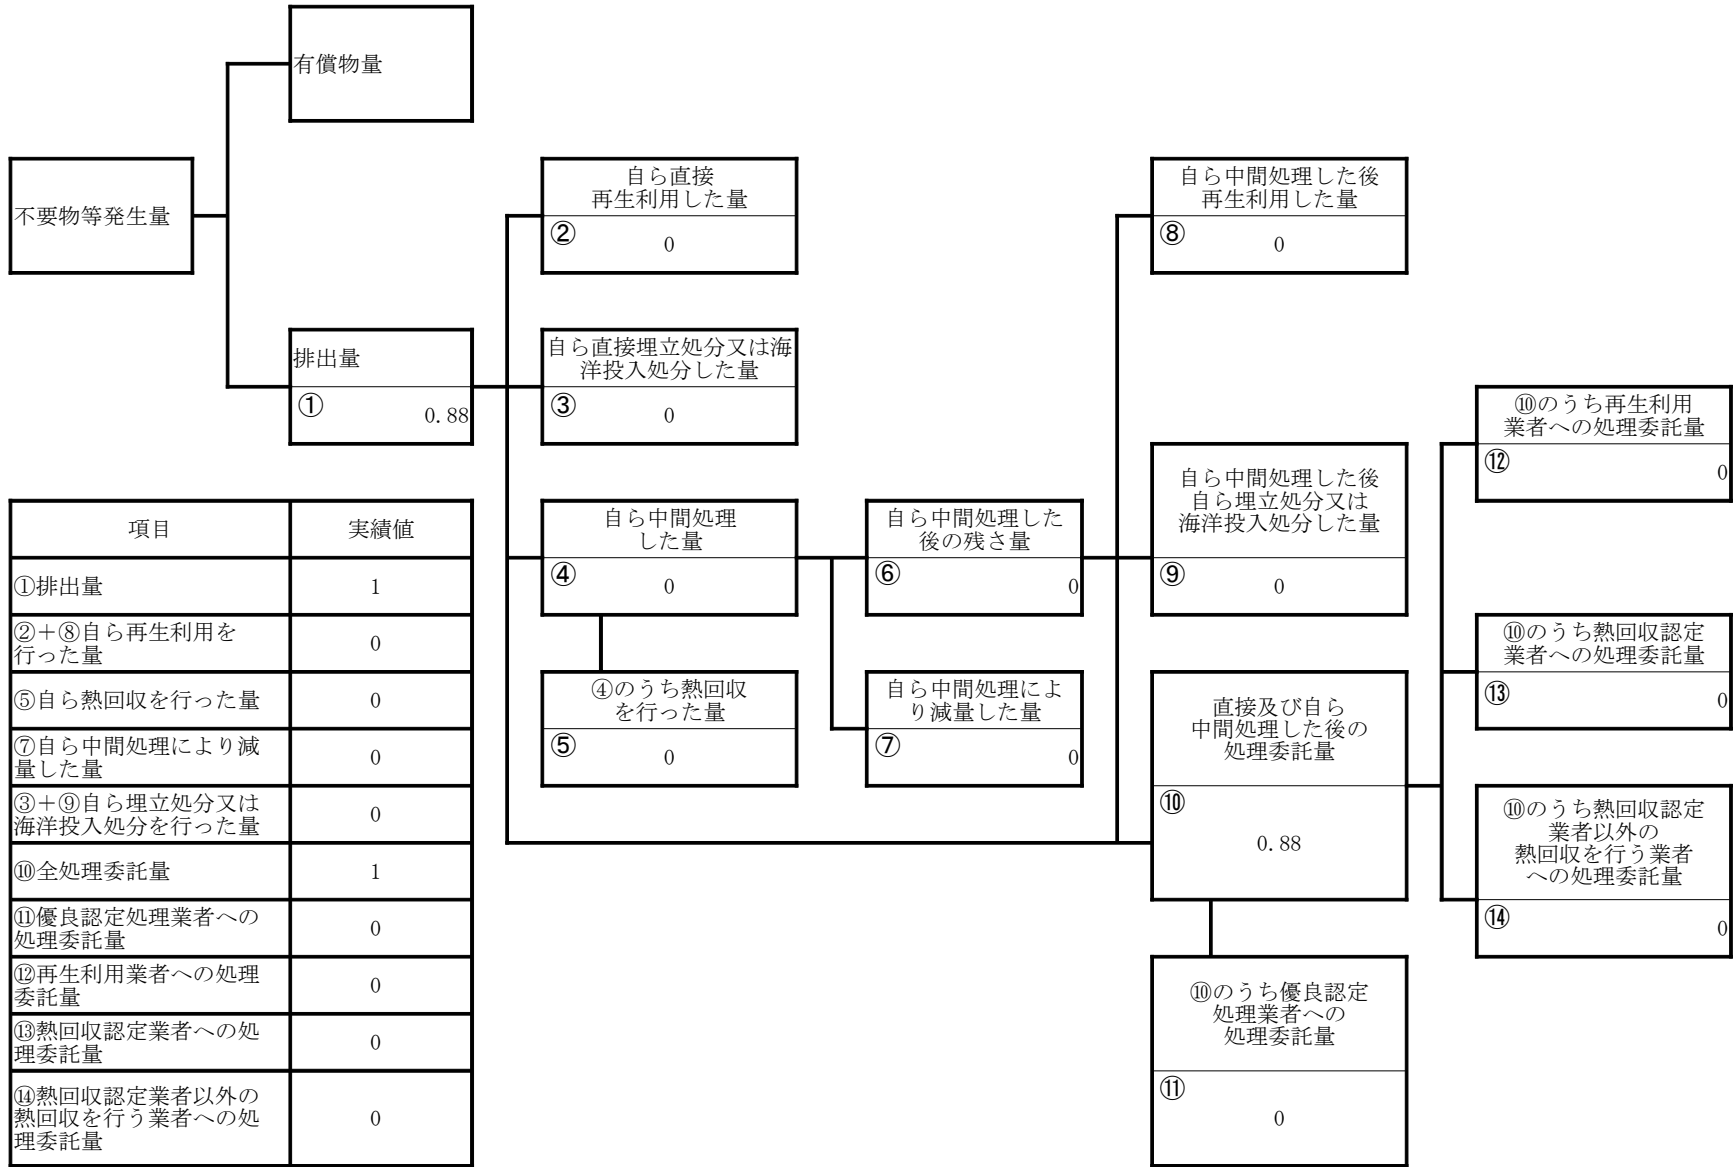 有償物量
不要物等発生量
排出量
①
0.88
自ら直接
再生利用した量
②
0
自ら直接埋立処分又は海
洋投入処分した量
③
0
自ら中間処理
した量
④
0
④のうち熱回収
を行った量
⑤
0
自ら中間処理した
後の残さ量
⑥
0
自ら中間処理によ
り減量した量
⑦
0
自ら中間処理した後
再生利用した量
⑧
0
自ら中間処理した後
自ら埋立処分又は
海洋投入処分した量
⑨
0
直接及び自ら
中間処理した後の
処理委託量
⑩
0.88
⑩のうち優良認定
処理業者への
処理委託量
⑪
0
⑩のうち再生利用
業者への処理委託量
⑫
0
⑩のうち熱回収認定
業者への処理委託量
⑬
0
⑩のうち熱回収認定
業者以外の
熱回収を行う業者
への処理委託量
⑭
0
項目 実績値
①排出量 1
②+⑧自ら再生利用を
行った量 0
⑤自ら熱回収を行った量 0
⑦自ら中間処理により減
量した量 0
③+⑨自ら埋立処分又は
海洋投入処分を行った量 0
⑩全処理委託量 1
⑪優良認定処理業者への
処理委託量 0
⑫再生利用業者への処理
委託量 0
⑬熱回収認定業者への処
理委託量 0
⑭熱回収認定業者以外の
熱回収を行う業者への処
理委託量 0